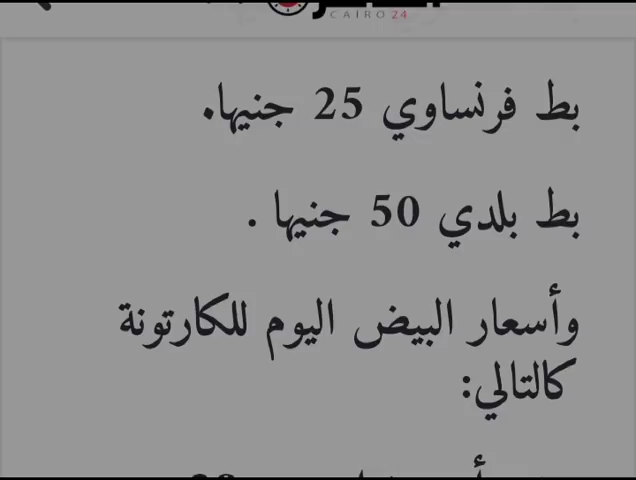 CAIRO 24
بط فرنساوي 25 جنيها.
بط بلدي 50 جنيها .
وأسعار البيض اليوم للكارتونة
كالتالي: